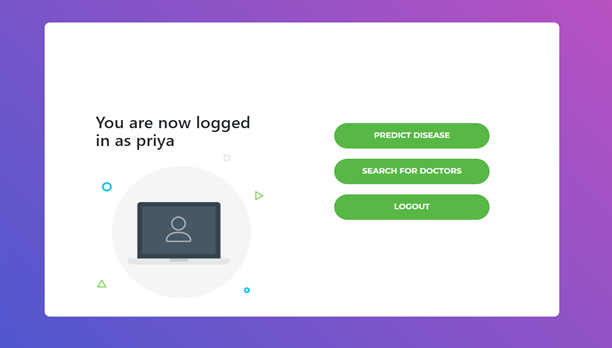 You are now logged
in as priya
PREDICT DISEASE
SEARCH FOR DOCTORS
LOGOUT